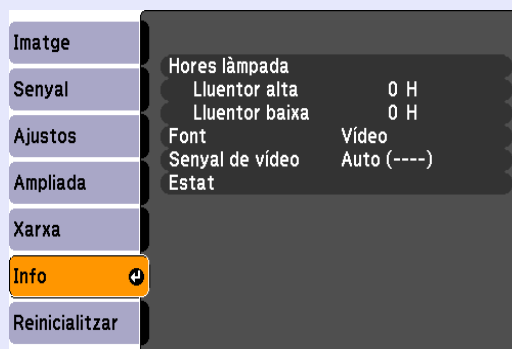 Imatge
Senyal
Ajustos
Ampliada
Xarxa
Info
Reinicialitzar
Hores làmpada
Lluentor alta 0 H
Lluentor baixa 0 H
Font Vídeo
Senyal de vídeo Auto (----)
Estat